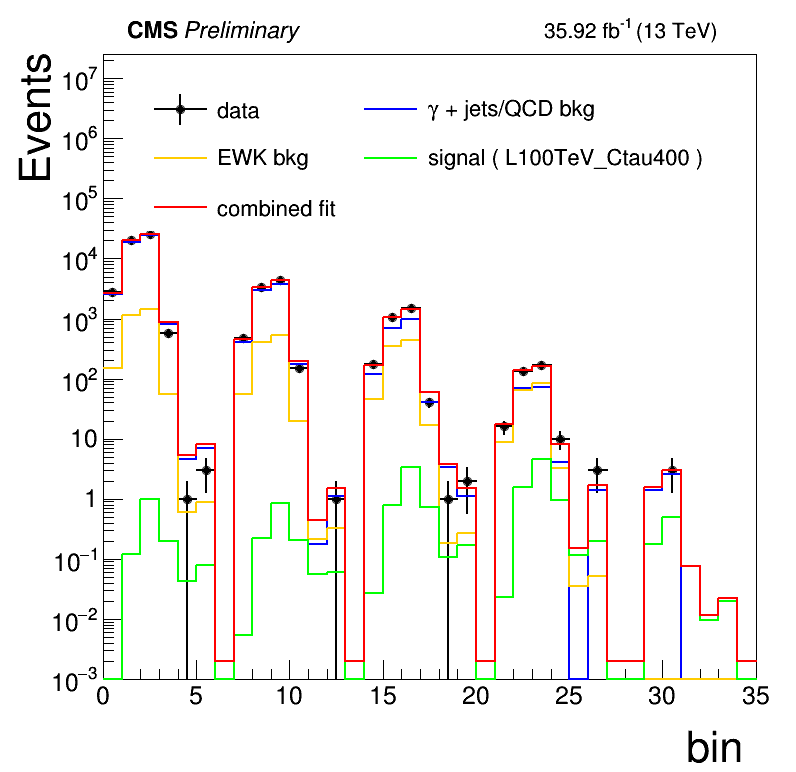 CMS Preliminary 35.92 fb⁻¹ (13 TeV)
Events
10⁷
10⁶
10⁵
10⁴
10³
10²
10
1
10⁻¹
10⁻²
10⁻³
data
γ + jets/QCD bkg
EWK bkg
signal ( L100TeV_Ctau400 )
combined fit
0 5 10 15 20 25 30 35
bin